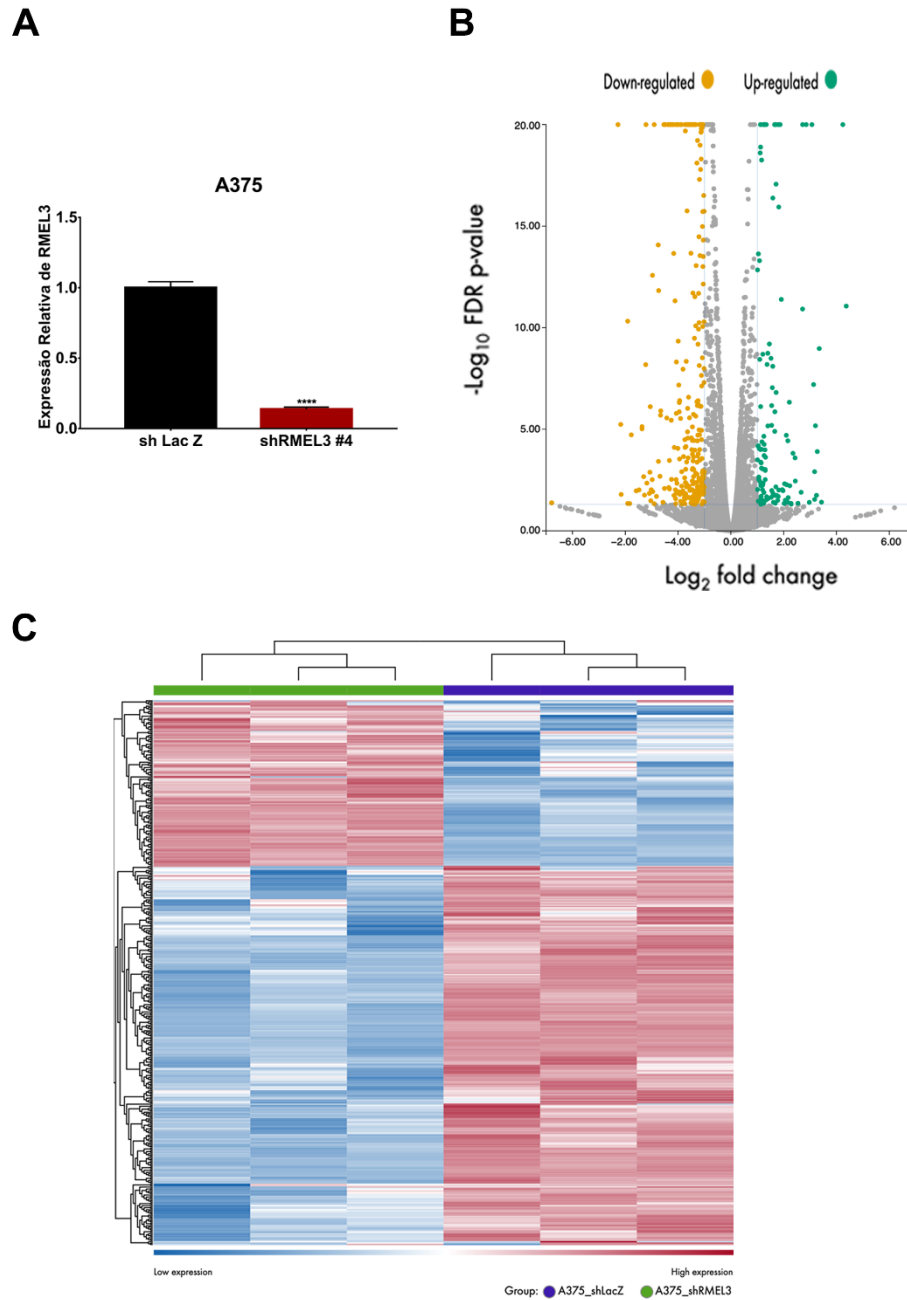 A
B
Down-regulated
Up-regulated
A375
Expressão Relativa de RMEL3
1.5
1.0
0.5
0.0
****
sh Lac Z
shRMEL3 #4
-Log10 FDR p-value
20.00
15.00
10.00
5.00
0.00
−6.00
−2.00
−4.00
0.00
2.00
4.00
6.00
Log2 fold change
C
Low expression
High expression
Group: A375_shLacZ A375_shRMEL3